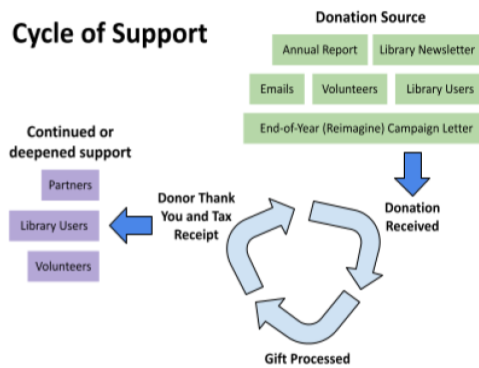 Cycle of Support
Donation Source
Annual Report
Library Newsletter
Emails
Volunteers
Library Users
End-of-Year (Reimagine) Campaign Letter
Continued or
deepened support
Partners
Library Users
Volunteers
Donor Thank
You and Tax
Receipt
Donation
Received
Gift Processed